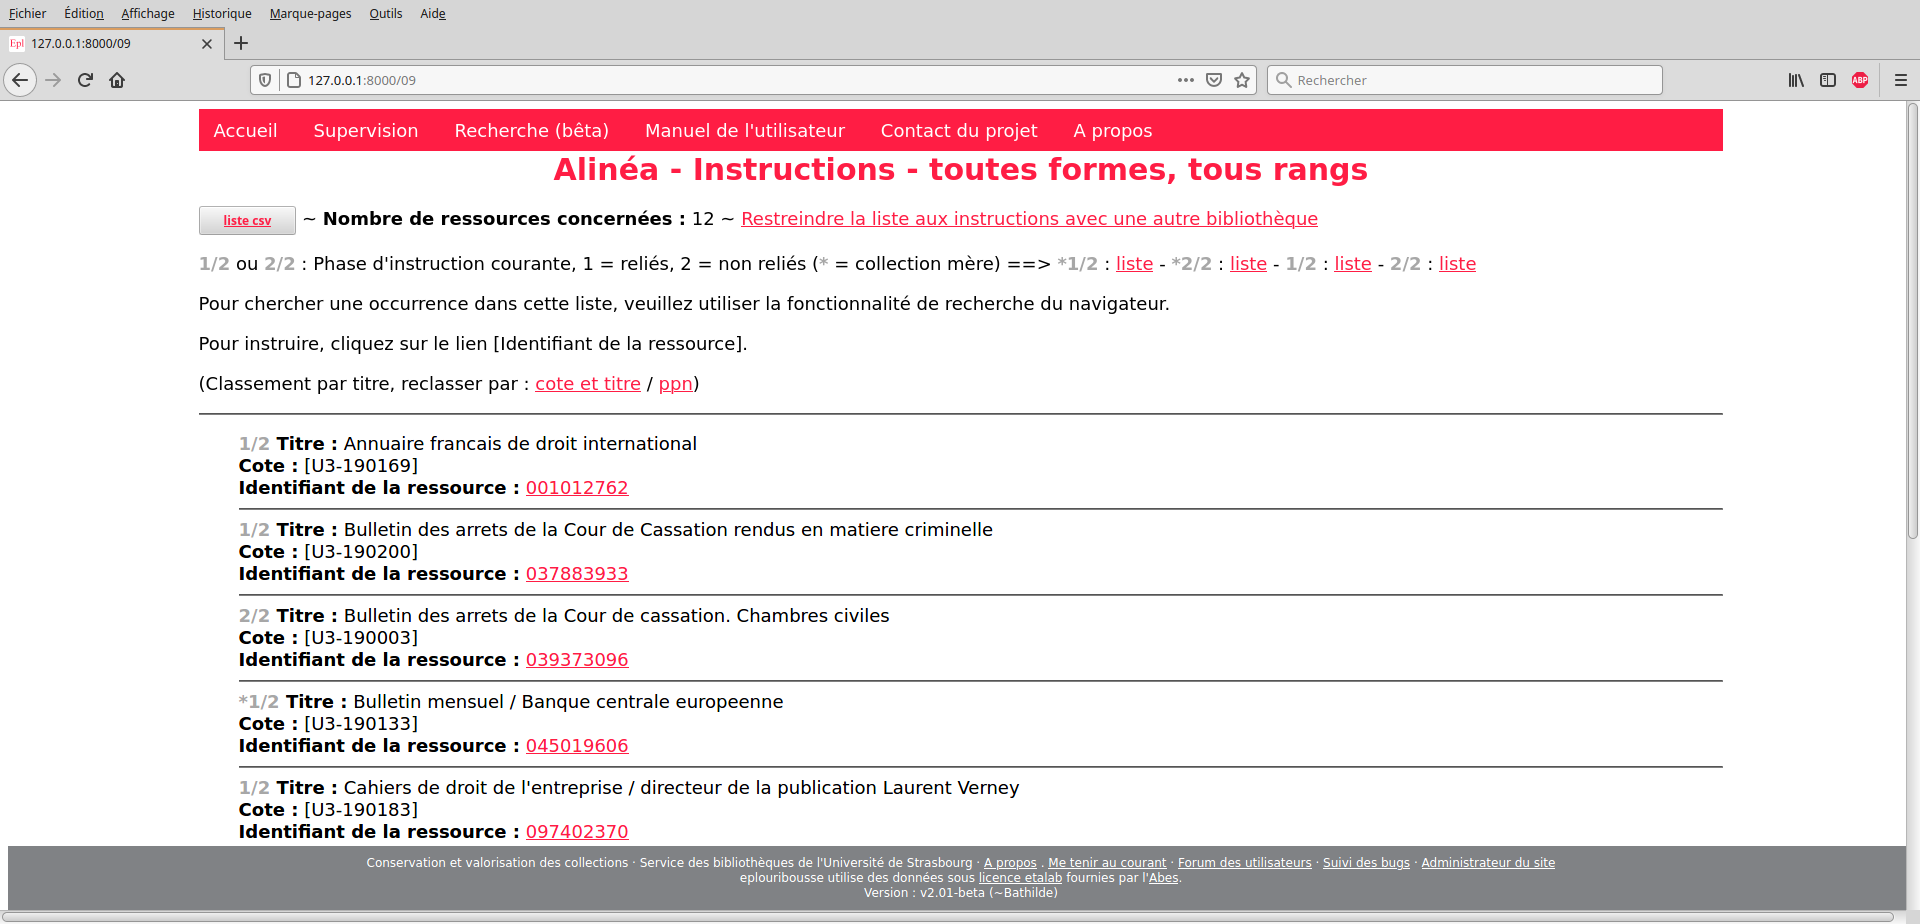 Fichier Édition Affichage Historique Marque-pages Outils Aide
Epl 127.0.0.1:8000/09
127.0.0.1:8000/09 Rechercher ABP
Accueil Supervision Recherche (bêta) Manuel de l'utilisateur Contact du projet A propos
Alinéa - Instructions - toutes formes, tous rangs
liste csv ~ Nombre de ressources concernées : 12 ~ Restreindre la liste aux instructions avec une autre bibliothèque
1/2 ou 2/2 : Phase d'instruction courante, 1 = reliés, 2 = non reliés (* = collection mère) ==> *1/2 : liste - *2/2 : liste - 1/2 : liste - 2/2 : liste
Pour chercher une occurrence dans cette liste, veuillez utiliser la fonctionnalité de recherche du navigateur.
Pour instruire, cliquez sur le lien [Identifiant de la ressource].
(Classement par titre, reclasser par : cote et titre / ppn)
1/2 Titre : Annuaire francais de droit international
Cote : [U3-190169]
Identifiant de la ressource : 001012762
1/2 Titre : Bulletin des arrets de la Cour de Cassation rendus en matiere criminelle
Cote : [U3-190200]
Identifiant de la ressource : 037883933
2/2 Titre : Bulletin des arrets de la Cour de cassation. Chambres civiles
Cote : [U3-190003]
Identifiant de la ressource : 039373096
*1/2 Titre : Bulletin mensuel / Banque centrale europeenne
Cote : [U3-190133]
Identifiant de la ressource : 045019606
1/2 Titre : Cahiers de droit de l'entreprise / directeur de la publication Laurent Verney
Cote : [U3-190183]
Identifiant de la ressource : 097402370
Conservation et valorisation des collections · Service des bibliothèques de l'Université de Strasbourg · A propos . Me tenir au courant · Forum des utilisateurs · Suivi des bugs · Administrateur du site
eplouribousse utilise des données sous licence etalab fournies par l'Abes.
Version : v2.01-beta (~Bathilde)